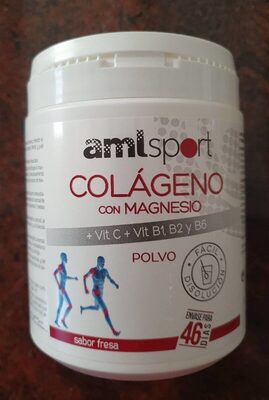 amlsport
COLÁGENO
CON MAGNESIO
+ Vit C + Vit B1, B2 y B6
POLVO
FÁCIL
DISOLUCIÓN
sabor fresa
ENVASE PARA
46
DÍAS